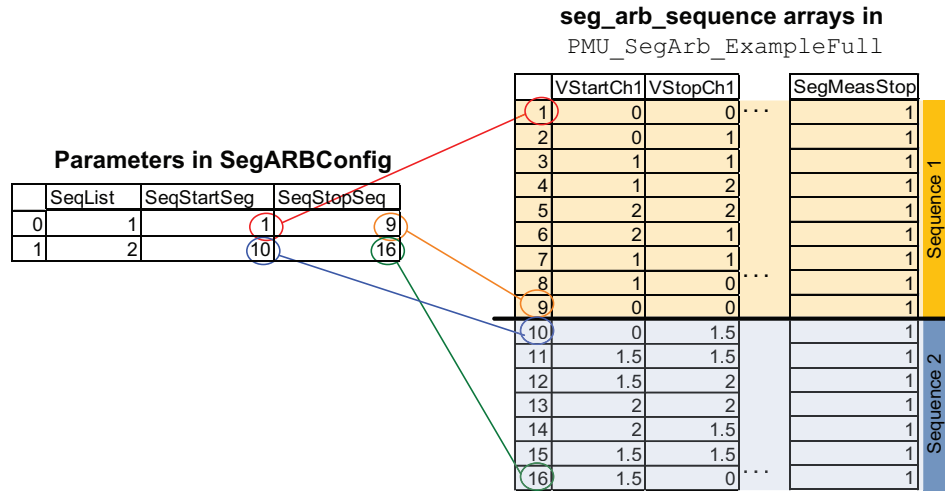 seg_arb_sequence arrays in
PMU_SegArb_ExampleFull
VStartCh1 VStopCh1 SegMeasStop
1 0 0 ... 1
2 0 1 1
3 1 1 1
4 1 2 1
5 2 2 1
6 2 1 1
7 1 1 1
8 1 0 ... 1
9 0 0 1
Sequence 1
10 0 1.5 1
11 1.5 1.5 1
12 1.5 2 1
13 2 2 1
14 2 1.5 1
15 1.5 1.5 1
16 1.5 0 ... 1
Sequence 2
Parameters in SegARBConfig
SeqList SeqStartSeg SeqStopSeq
0 1 1 9
1 2 10 16